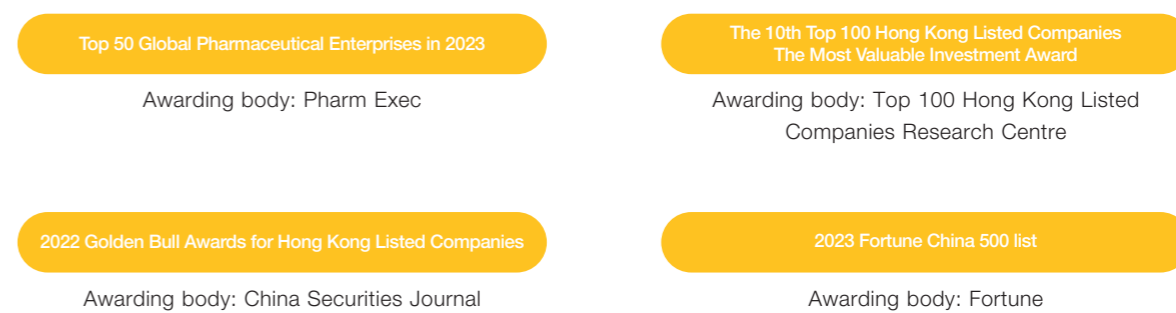 Top 50 Global Pharmaceutical Enterprises in 2023
Awarding body: Pharm Exec
The 10th Top 100 Hong Kong Listed Companies
The Most Valuable Investment Award
Awarding body: Top 100 Hong Kong Listed
Companies Research Centre
2022 Golden Bull Awards for Hong Kong Listed Companies
Awarding body: China Securities Journal
2023 Fortune China 500 list
Awarding body: Fortune